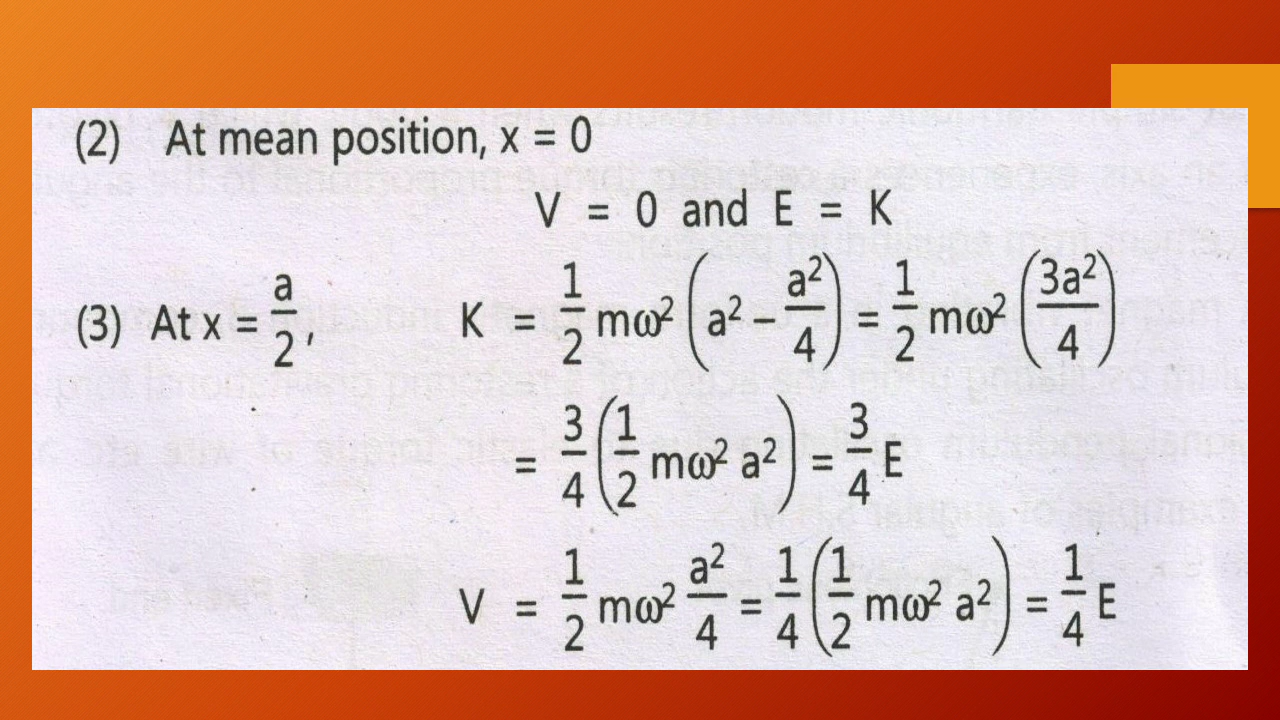 (2) At mean position, x = 0
V = 0 and E = K
(3) At x = a/2, K = 1/2 mω² (a² − a²/4) = 1/2 mω² (3a²/4)
= 3/4 (1/2 mω² a²) = 3/4 E
V = 1/2 mω² a²/4 = 1/4 (1/2 mω² a²) = 1/4 E